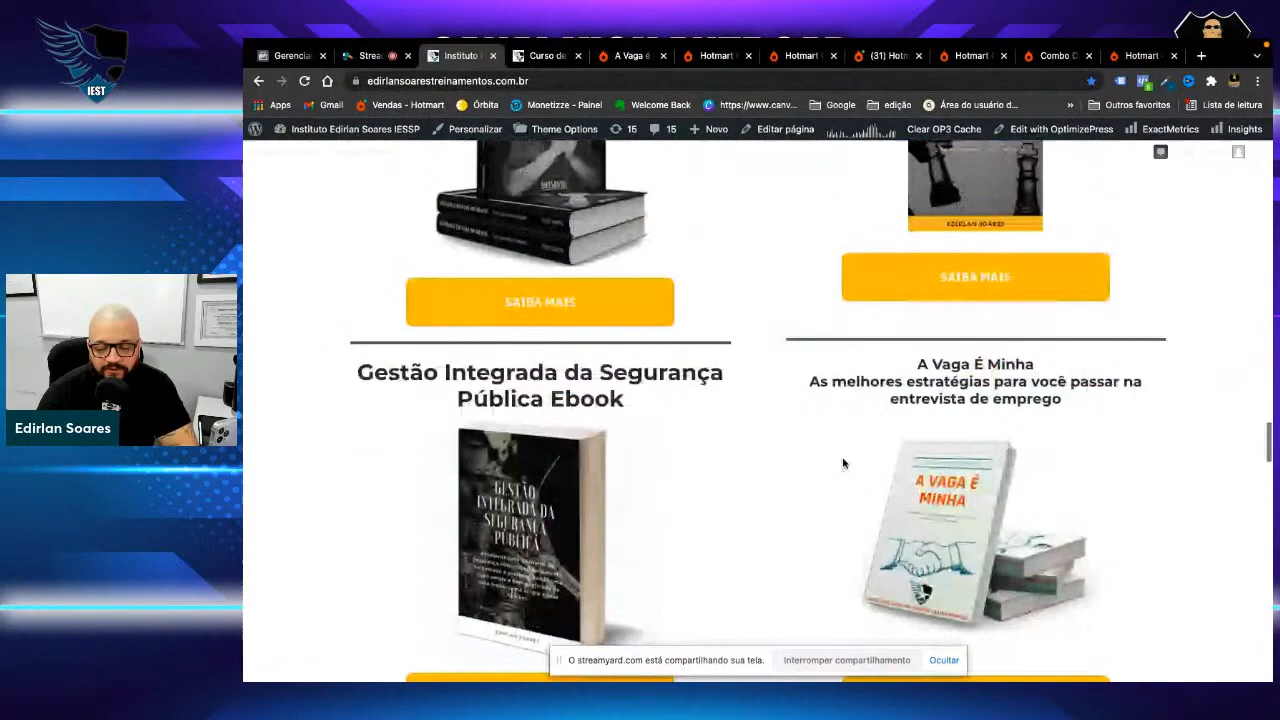 IEST
Gerencia
Strea
Instituto E
Curso de
A Vaga é
Hotmart
Hotmart
(31) Hotm
Hotmart
Combo C
Hotmart
edirlansoarestreinamentos.com.br
Apps
Gmail
Vendas - Hotmart
Órbita
Monetizze - Painel
Welcome Back
https://www.canv...
Google
edição
Área do usuário d...
»
Outros favoritos
Lista de leitura
Instituto Edirlan Soares IESSP
Personalizar
Theme Options
15
15
Novo
Editar página
Clear OP3 Cache
Edit with OptimizePress
ExactMetrics
Insights
EDIRLAN SOARES
SAIBA MAIS
SAIBA MAIS
Gestão Integrada da Segurança
Pública Ebook
A Vaga É Minha
As melhores estratégias para você passar na
entrevista de emprego
GESTÃO
INTEGRADA DA
SEGURANÇA
PÚBLICA
EDIRLAN SOARES
A VAGA É
MINHA
Edirlan Soares
O streamyard.com está compartilhando sua tela.
Interromper compartilhamento
Ocultar